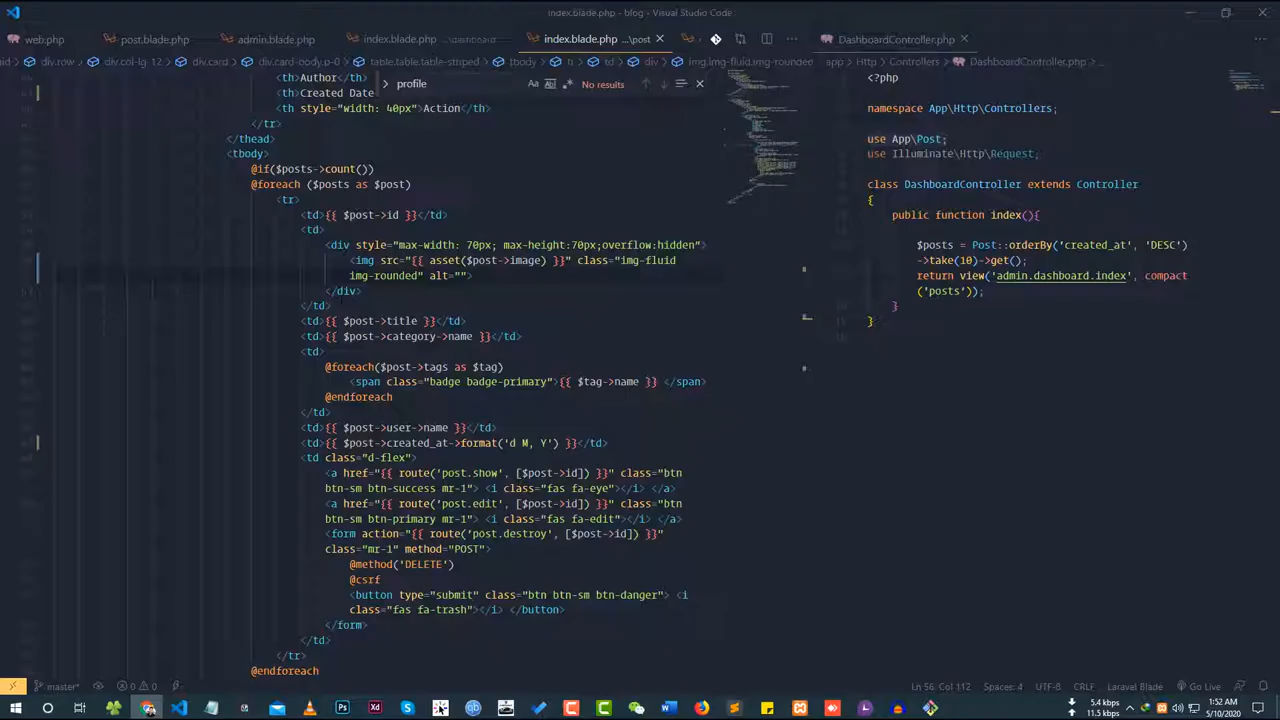 index.blade.php - blog - Visual Studio Code
web.php
post.blade.php
admin.blade.php
index.blade.php ...\dashboard
index.blade.php ...\post
DashboardController.php
div.row > div.col-lg-12 > div.card > div.card-body.p-0 > table.table.table-striped > tbody > tr > td > div > img.img-fluid.img-rounded
app > Http > Controllers > DashboardController.php > ...
profile
No results
<th>Author</th>
<th>Created Date
<th style="width: 40px">Action</th>
</tr>
</thead>
<tbody>
@if($posts->count())
@foreach ($posts as $post)
<tr>
<td>{{ $post->id }}</td>
<td>
<div style="max-width: 70px; max-height:70px;overflow:hidden">
<img src="{{ asset($post->image) }}" class="img-fluid
img-rounded" alt="">
</div>
</td>
<td>{{ $post->title }}</td>
<td>{{ $post->category->name }}</td>
<td>
@foreach($post->tags as $tag)
<span class="badge badge-primary">{{ $tag->name }} </span>
@endforeach
</td>
<td>{{ $post->user->name }}</td>
<td>{{ $post->created_at->format('d M, Y') }}</td>
<td class="d-flex">
<a href="{{ route('post.show', [$post->id]) }}" class="btn
btn-sm btn-success mr-1"> <i class="fas fa-eye"></i> </a>
<a href="{{ route('post.edit', [$post->id]) }}" class="btn
btn-sm btn-primary mr-1"> <i class="fas fa-edit"></i> </a>
<form action="{{ route('post.destroy', [$post->id]) }}"
class="mr-1" method="POST">
@method('DELETE')
@csrf
<button type="submit" class="btn btn-sm btn-danger"> <i
class="fas fa-trash"></i> </button>
</form>
</td>
</tr>
@endforeach
<?php
namespace App\Http\Controllers;
use App\Post;
use Illuminate\Http\Request;
class DashboardController extends Controller
{
public function index(){
$posts = Post::orderBy('created_at', 'DESC')
->take(10)->get();
return view('admin.dashboard.index', compact
('posts'));
}
}
master*
0 0
Ln 56, Col 112
Spaces: 4
UTF-8
CRLF
Laravel Blade
Go Live
5.4 kbps
11.5 kbps
1:52 AM
5/10/2020